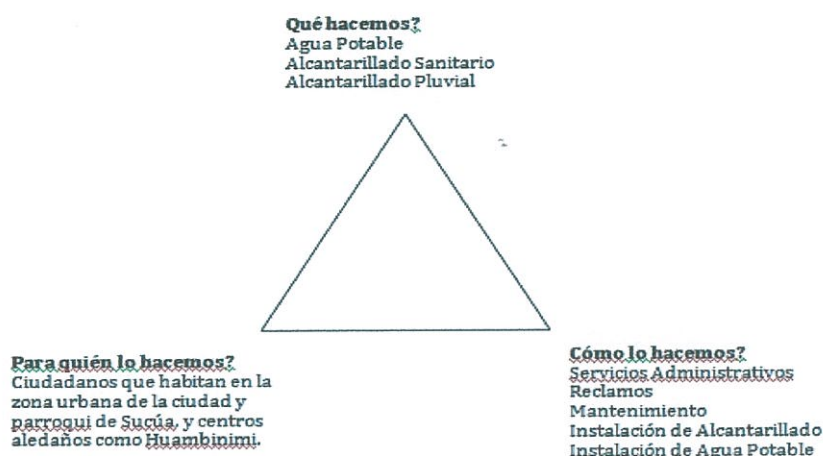 Qué hacemos?
Agua Potable
Alcantarillado Sanitario
Alcantarillado Pluvial
Para quién lo hacemos?
Ciudadanos que habitan en la
zona urbana de la ciudad y
parroqui de Sucúa, y centros
aledaños como Huambinimi.
Cómo lo hacemos?
Servicios Administrativos
Reclamos
Mantenimiento
Instalación de Alcantarillado
Instalación de Agua Potable